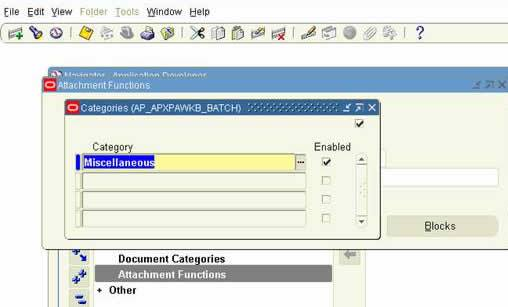 File Edit View Folder Tools Window Help
Navigator - Application Developer
Attachment Functions
Categories (AP_APXPAWKB_BATCH)
Category Enabled
Miscellaneous
Blocks
Document Categories
Attachment Functions
+ Other